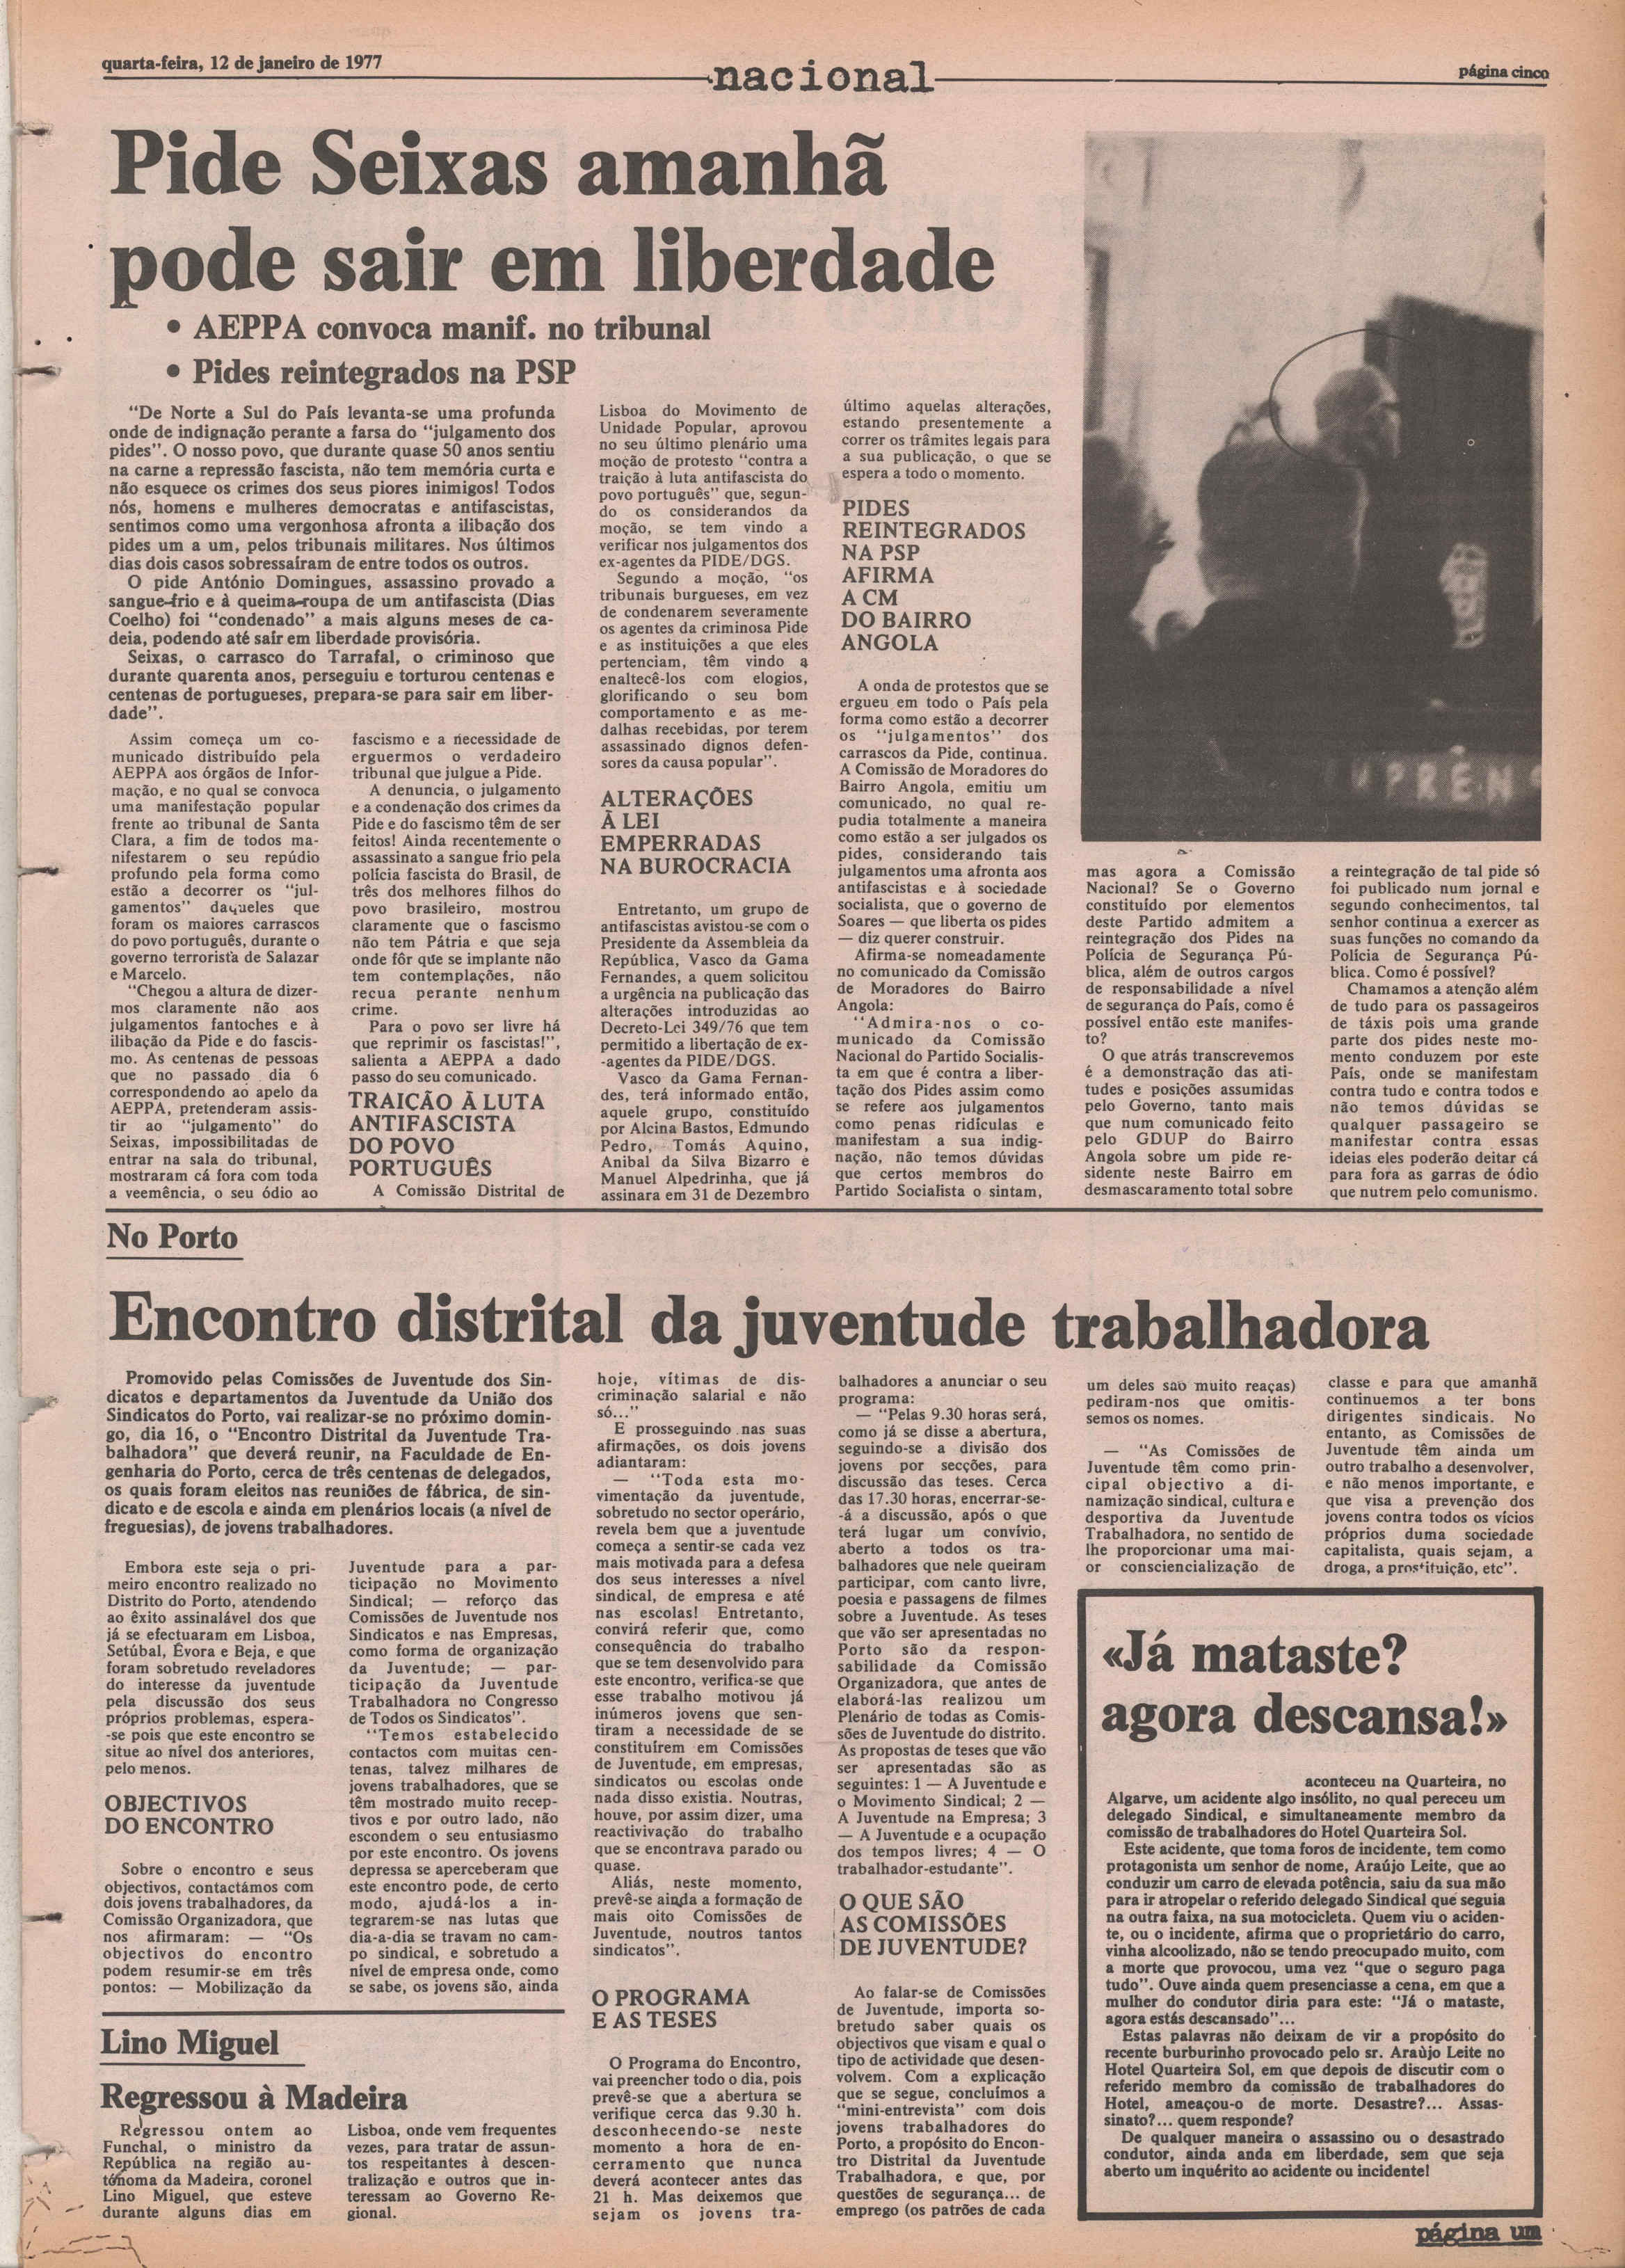 quarta-feira, 12 de janeiro de 1977
nacional
página cinco
Pide Seixas amanhã
pode sair em liberdade
• AEPPA convoca manif. no tribunal
• Pides reintegrados na PSP
"De Norte a Sul do País levanta-se uma profunda
onde de indignação perante a farsa do "julgamento dos
pides". O nosso povo, que durante quase 50 anos sentiu
na carne a repressão fascista, não tem memória curta e
não esquece os crimes dos seus piores inimigos! Todos
nós, homens e mulheres democratas e antifascistas,
sentimos como uma vergonhosa afronta a ilibação dos
pides um a um, pelos tribunais militares. Nos últimos
dias dois casos sobressaíram de entre todos os outros.
O pide António Domingues, assassino provado a
sangue-frio e à queima-roupa de um antifascista (Dias
Coelho) foi "condenado" a mais alguns meses de ca-
deia, podendo até saír em liberdade provisória.
Seixas, o carrasco do Tarrafal, o criminoso que
durante quarenta anos, perseguiu e torturou centenas e
centenas de portugueses, prepara-se para sair em liber-
dade".
Assim começa um co-
municado distribuído pela
AEPPA aos órgãos de Infor-
mação, e no qual se convoca
uma manifestação popular
frente ao tribunal de Santa
Clara, a fim de todos ma-
nifestarem o seu repúdio
profundo pela forma como
estão a decorrer os "jul-
gamentos" daqueles que
foram os maiores carrascos
do povo português, durante o
governo terrorista de Salazar
e Marcelo.
"Chegou a altura de dizer-
mos claramente não aos
julgamentos fantoches e à
ilibação da Pide e do fascis-
mo. As centenas de pessoas
que no passado dia 6
correspondendo ao apelo da
AEPPA, pretenderam assis-
tir ao "julgamento" do
Seixas, impossibilitadas de
entrar na sala do tribunal,
mostraram cá fora com toda
a veemência, o seu ódio ao
fascismo e a necessidade de
erguermos o verdadeiro
tribunal que julgue a Pide.
A denuncia, o julgamento
e a condenação dos crimes da
Pide e do fascismo têm de ser
feitos! Ainda recentemente o
assassinato a sangue frio pela
polícia fascista do Brasil, de
três dos melhores filhos do
povo brasileiro, mostrou
claramente que o fascismo
não tem Pátria e que seja
onde fôr que se implante não
tem contemplações, não
recua perante nenhum
crime.
Para o povo ser livre há
que reprimir os fascistas!",
salienta a AEPPA a dado
passo do seu comunicado.
TRAIÇÃO À LUTA
ANTIFASCISTA
DO POVO
PORTUGUÊS
A Comissão Distrital de
Lisboa do Movimento de
Unidade Popular, aprovou
no seu último plenário uma
moção de protesto "contra a
traição à luta antifascista do
povo português" que, segun-
do os considerandos da
moção, se tem vindo a
verificar nos julgamentos dos
ex-agentes da PIDE/DGS.
Segundo a moção, "os
tribunais burgueses, em vez
de condenarem severamente
os agentes da criminosa Pide
e as instituições a que eles
pertenciam, têm vindo a
enaltecê-los com elogios,
glorificando o seu bom
comportamento e as me-
dalhas recebidas, por terem
assassinado dignos defen-
sores da causa popular".
ALTERAÇÕES
À LEI
EMPERRADAS
NA BUROCRACIA
Entretanto, um grupo de
antifascistas avistou-se com o
Presidente da Assembleia da
República, Vasco da Gama
Fernandes, a quem solicitou
a urgência na publicação das
alterações introduzidas ao
Decreto-Lei 349/76 que tem
permitido a libertação de ex-
-agentes da PIDE/DGS.
Vasco da Gama Fernan-
des, terá informado então,
aquele grupo, constituído
por Alcina Bastos, Edmundo
Pedro, Tomás Aquino,
Anibal da Silva Bizarro e
Manuel Alpedrinha, que já
assinara em 31 de Dezembro
último aquelas alterações,
estando presentemente a
correr os trâmites legais para
a sua publicação, o que se
espera a todo o momento.
PIDES
REINTEGRADOS
NA PSP
AFIRMA
A CM
DO BAIRRO
ANGOLA
A onda de protestos que se
ergueu em todo o País pela
forma como estão a decorrer
os "julgamentos" dos
carrascos da Pide, continua.
A Comissão de Moradores do
Bairro Angola, emitiu um
comunicado, no qual re-
pudia totalmente a maneira
como estão a ser julgados os
pides, considerando tais
julgamentos uma afronta aos
antifascistas e à sociedade
socialista, que o governo de
Soares — que liberta os pides
— diz querer construir.
Afirma-se nomeadamente
no comunicado da Comissão
de Moradores do Bairro
Angola:
"Admira-nos o co-
municado da Comissão
Nacional do Partido Socialis-
ta em que é contra a liber-
tação dos Pides assim como
se refere aos julgamentos
como penas ridículas e
manifestam a sua indig-
nação, não temos dúvidas
que certos membros do
Partido Socialista o sintam,
mas agora a Comissão
Nacional? Se o Governo
constituído por elementos
deste Partido admitem a
reintegração dos Pides na
Polícia de Segurança Pú-
blica, além de outros cargos
de responsabilidade a nível
de segurança do País, como é
possível então este manifes-
to?
O que atrás transcrevemos
é a demonstração das ati-
tudes e posições assumidas
pelo Governo, tanto mais
que num comunicado feito
pelo GDUP do Bairro
Angola sobre um pide re-
sidente neste Bairro em
desmascaramento total sobre
a reintegração de tal pide só
foi publicado num jornal e
segundo conhecimentos, tal
senhor continua a exercer as
suas funções no comando da
Polícia de Segurança Pú-
blica. Como é possível?
Chamamos a atenção além
de tudo para os passageiros
de táxis pois uma grande
parte dos pides neste mo-
mento conduzem por este
País, onde se manifestam
contra tudo e contra todos e
não temos dúvidas se
qualquer passageiro se
manifestar contra essas
ideias eles poderão deitar cá
para fora as garras de ódio
que nutrem pelo comunismo.
No Porto
Encontro distrital da juventude trabalhadora
Promovido pelas Comissões de Juventude dos Sin-
dicatos e departamentos da Juventude da União dos
Sindicatos do Porto, vai realizar-se no próximo domin-
go, dia 16, o "Encontro Distrital da Juventude Tra-
balhadora" que deverá reunir, na Faculdade de En-
genharia do Porto, cerca de três centenas de delegados,
os quais foram eleitos nas reuniões de fábrica, de sin-
dicato e de escola e ainda em plenários locais (a nível de
freguesias), de jovens trabalhadores.
Embora este seja o pri-
meiro encontro realizado no
Distrito do Porto, atendendo
ao êxito assinalável dos que
já se efectuaram em Lisboa,
Setúbal, Évora e Beja, e que
foram sobretudo reveladores
do interesse da juventude
pela discussão dos seus
próprios problemas, espera-
-se pois que este encontro se
situe ao nível dos anteriores,
pelo menos.
OBJECTIVOS
DO ENCONTRO
Sobre o encontro e seus
objectivos, contactámos com
dois jovens trabalhadores, da
Comissão Organizadora, que
nos afirmaram: — "Os
objectivos do encontro
podem resumir-se em três
pontos: — Mobilização da
Juventude para a par-
ticipação no Movimento
Sindical; — reforço das
Comissões de Juventude nos
Sindicatos e nas Empresas,
como forma de organização
da Juventude; — par-
ticipação da Juventude
Trabalhadora no Congresso
de Todos os Sindicatos".
"Temos estabelecido
contactos com muitas cen-
tenas, talvez milhares de
jovens trabalhadores, que se
têm mostrado muito recep-
tivos e por outro lado, não
escondem o seu entusiasmo
por este encontro. Os jovens
depressa se aperceberam que
este encontro pode, de certo
modo, ajudá-los a in-
tegrarem-se nas lutas que
dia-a-dia se travam no cam-
po sindical, e sobretudo a
nível de empresa onde, como
se sabe, os jovens são, ainda
hoje, vítimas de dis-
criminação salarial e não
só..."
E prosseguindo nas suas
afirmações, os dois jovens
adiantaram:
— "Toda esta mo-
vimentação da juventude,
sobretudo no sector operário,
revela bem que a juventude
começa a sentir-se cada vez
mais motivada para a defesa
dos seus interesses a nível
sindical, de empresa e até
nas escolas! Entretanto,
convirá referir que, como
consequência do trabalho
que se tem desenvolvido para
este encontro, verifica-se que
esse trabalho motivou já
inúmeros jovens que sen-
tiram a necessidade de se
constituírem em Comissões
de Juventude, em empresas,
sindicatos ou escolas onde
nada disso existia. Noutras,
houve, por assim dizer, uma
reactivivação do trabalho
que se encontrava parado ou
quase.
Aliás, neste momento,
prevê-se ainda a formação de
mais oito Comissões de
Juventude, noutros tantos
sindicatos".
O PROGRAMA
E AS TESES
O Programa do Encontro,
vai preencher todo o dia, pois
prevê-se que a abertura se
verifique cerca das 9.30 h.
desconhecendo-se neste
momento a hora de en-
cerramento que nunca
deverá acontecer antes das
21 h. Mas deixemos que
sejam os jovens tra-
balhadores a anunciar o seu
programa:
— "Pelas 9.30 horas será,
como já se disse a abertura,
seguindo-se a divisão dos
jovens por secções, para
discussão das teses. Cerca
das 17.30 horas, encerrar-se-
-á a discussão, após o que
terá lugar um convívio,
aberto a todos os tra-
balhadores que nele queiram
participar, com canto livre,
poesia e passagens de filmes
sobre a Juventude. As teses
que vão ser apresentadas no
Porto são da respon-
sabilidade da Comissão
Organizadora, que antes de
elaborá-las realizou um
Plenário de todas as Comis-
sões de Juventude do distrito.
As propostas de teses que vão
ser apresentadas são as
seguintes: 1 — A Juventude e
o Movimento Sindical; 2 —
A Juventude na Empresa; 3
— A Juventude e a ocupação
dos tempos livres; 4 — O
trabalhador-estudante".
O QUE SÃO
AS COMISSÕES
DE JUVENTUDE?
Ao falar-se de Comissões
de Juventude, importa so-
bretudo saber quais os
objectivos que visam e qual o
tipo de actividade que desen-
volvem. Com a explicação
que se segue, concluímos a
"mini-entrevista" com dois
jovens trabalhadores do
Porto, a propósito do Encon-
tro Distrital da Juventude
Trabalhadora, e que, por
questões de segurança... de
emprego (os patrões de cada
um deles sao muito reaças)
pediram-nos que omitis-
semos os nomes.
— "As Comissões de
Juventude têm como prin-
cipal objectivo a di-
namização sindical, cultura e
desportiva da Juventude
Trabalhadora, no sentido de
lhe proporcionar uma mai-
or consciencialização de
classe e para que amanhã
continuemos a ter bons
dirigentes sindicais. No
entanto, as Comissões de
Juventude têm ainda um
outro trabalho a desenvolver,
e não menos importante, e
que visa a prevenção dos
jovens contra todos os vícios
próprios duma sociedade
capitalista, quais sejam, a
droga, a prostituição, etc".
Lino Miguel
Regressou à Madeira
Regressou ontem ao
Funchal, o ministro da
República na região au-
tónoma da Madeira, coronel
Lino Miguel, que esteve
durante alguns dias em
Lisboa, onde vem frequentes
vezes, para tratar de assun-
tos respeitantes à descen-
tralização e outros que in-
teressam ao Governo Re-
gional.
«Já mataste?
agora descansa!»
aconteceu na Quarteira, no
Algarve, um acidente algo insólito, no qual pereceu um
delegado Sindical, e simultaneamente membro da
comissão de trabalhadores do Hotel Quarteira Sol.
Este acidente, que toma foros de incidente, tem como
protagonista um senhor de nome, Araújo Leite, que ao
conduzir um carro de elevada potência, saiu da sua mão
para ir atropelar o referido delegado Sindical que seguia
na outra faixa, na sua motocicleta. Quem viu o aciden-
te, ou o incidente, afirma que o proprietário do carro,
vinha alcoolizado, não se tendo preocupado muito, com
a morte que provocou, uma vez "que o seguro paga
tudo". Ouve ainda quem presenciasse a cena, em que a
mulher do condutor diria para este: "Já o mataste,
agora estás descansado"...
Estas palavras não deixam de vir a propósito do
recente burburinho provocado pelo sr. Araùjo Leite no
Hotel Quarteira Sol, em que depois de discutir com o
referido membro da comissão de trabalhadores do
Hotel, ameaçou-o de morte. Desastre?... Assas-
sinato?... quem responde?
De qualquer maneira o assassino ou o desastrado
condutor, ainda anda em liberdade, sem que seja
aberto um inquérito ao acidente ou incidente!
página um